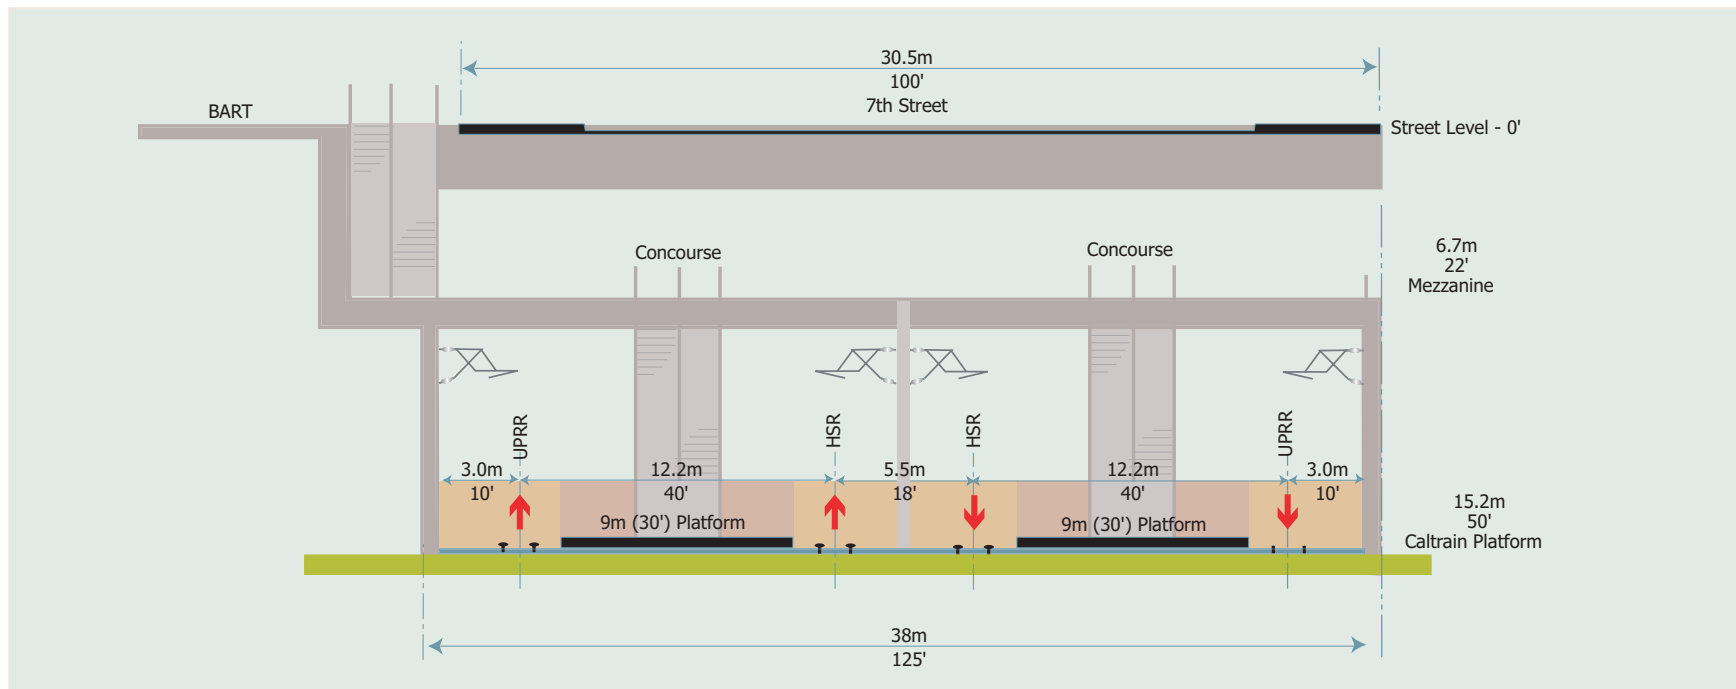 30.5m
100'
7th Street
BART
Street Level - 0'
Concourse
Concourse
6.7m
22'
Mezzanine
UPRR
HSR
HSR
UPRR
3.0m
10'
12.2m
40'
5.5m
18'
12.2m
40'
3.0m
10'
9m (30') Platform
9m (30') Platform
15.2m
50'
Caltrain Platform
38m
125'